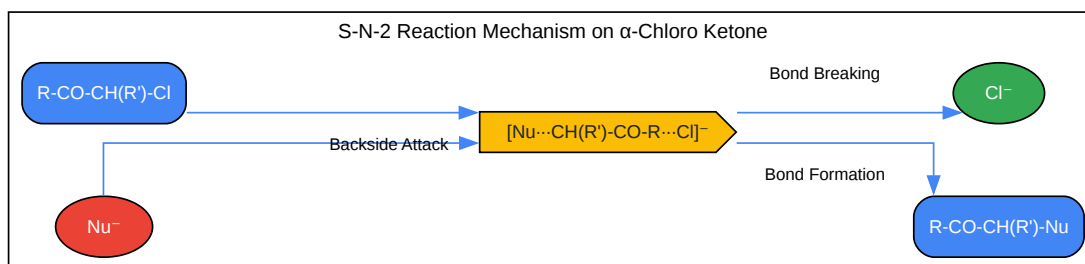 S-N-2 Reaction Mechanism on α-Chloro Ketone
R-CO-CH(R')-Cl
Bond Breaking
Cl⁻
Backside Attack
[Nu···CH(R')-CO-R···Cl]⁻
Bond Formation
Nu⁻
R-CO-CH(R')-Nu